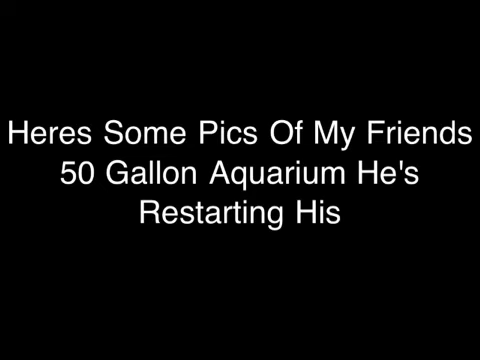 Heres Some Pics Of My Friends
50 Gallon Aquarium He's
Restarting His